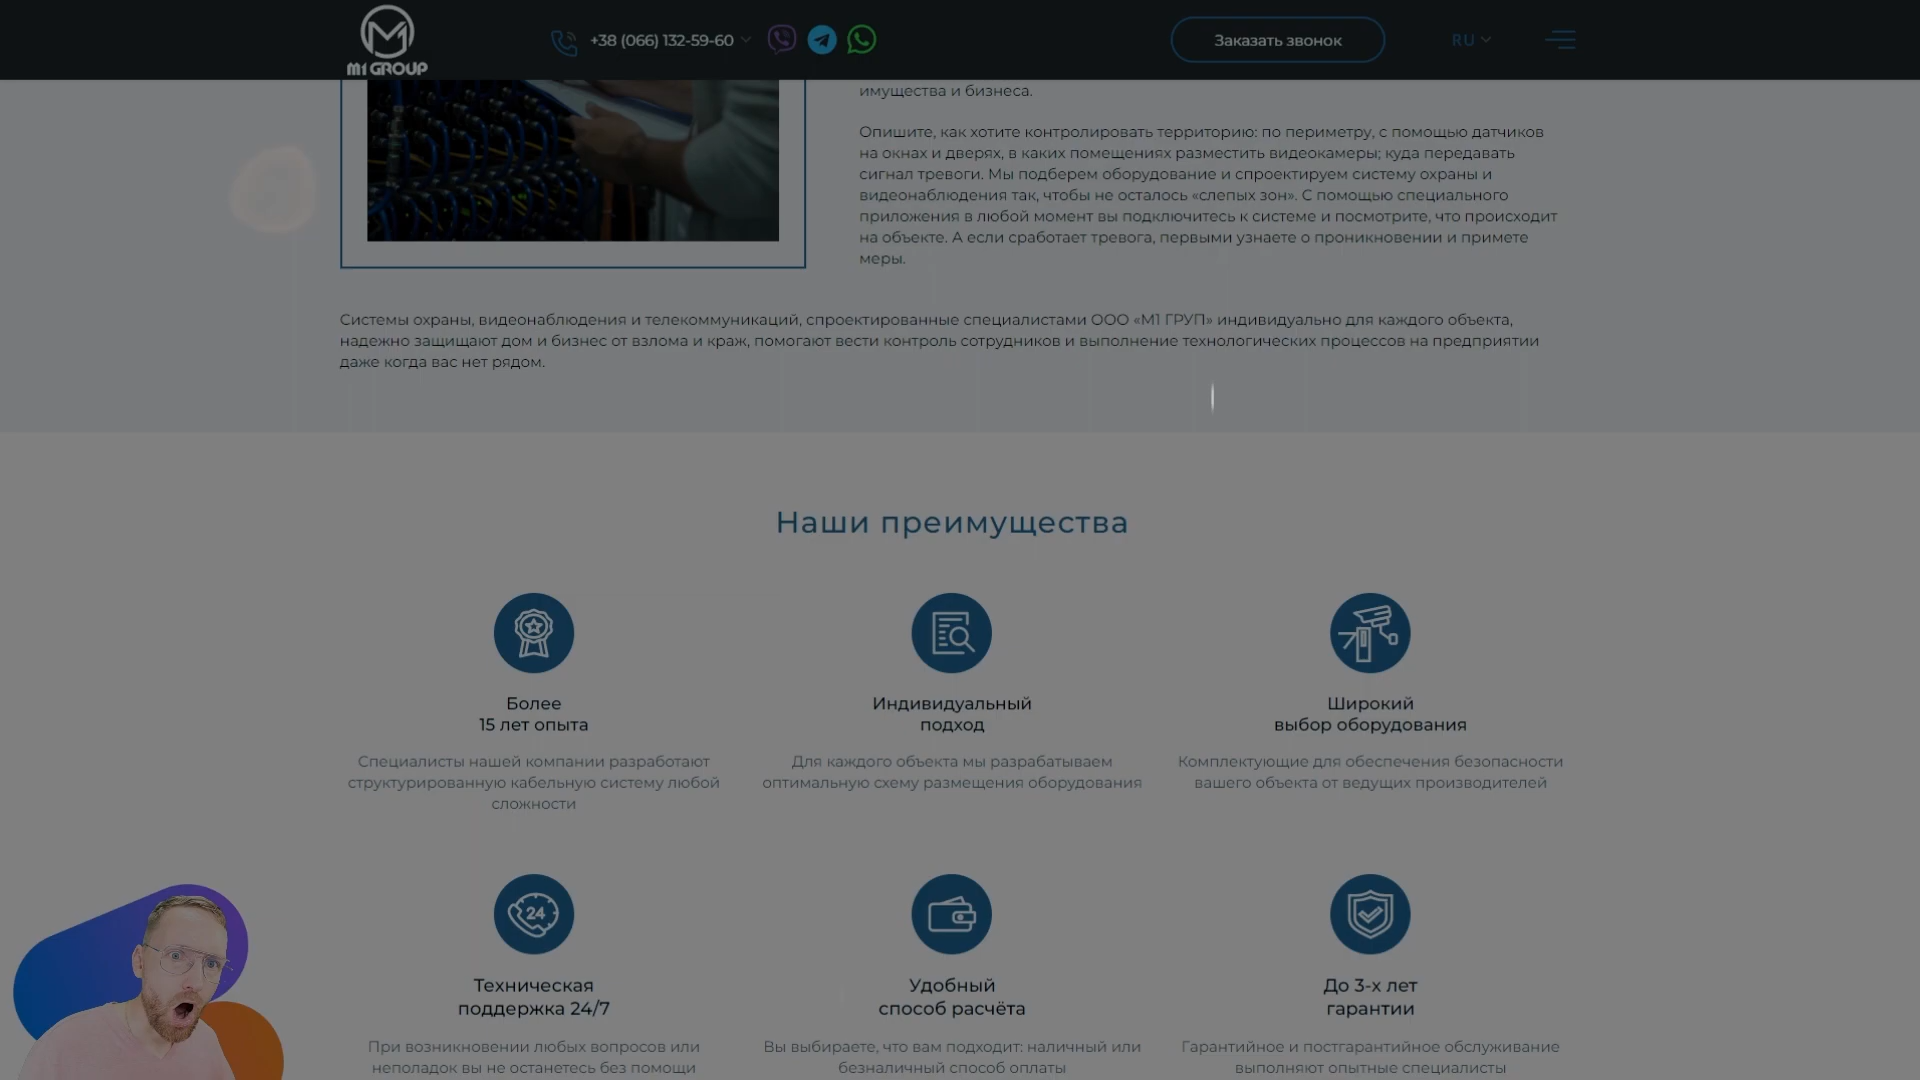 M1 GROUP
+38 (066) 132-59-60
Заказать звонок
RU
имущества и бизнеса.
Опишите, как хотите контролировать территорию: по периметру, с помощью датчиков
на окнах и дверях, в каких помещениях разместить видеокамеры; куда передавать
сигнал тревоги. Мы подберем оборудование и спроектируем систему охраны и
видеонаблюдения так, чтобы не осталось «слепых зон». С помощью специального
приложения в любой момент вы подключитесь к системе и посмотрите, что происходит
на объекте. А если сработает тревога, первыми узнаете о проникновении и примете
меры.
Системы охраны, видеонаблюдения и телекоммуникаций, спроектированные специалистами ООО «М1 ГРУП» индивидуально для каждого объекта,
надежно защищают дом и бизнес от взлома и краж, помогают вести контроль сотрудников и выполнение технологических процессов на предприятии
даже когда вас нет рядом.
Наши преимущества
Более
15 лет опыта
Специалисты нашей компании разработают
структурированную кабельную систему любой
сложности
Индивидуальный
подход
Для каждого объекта мы разрабатываем
оптимальную схему размещения оборудования
Широкий
выбор оборудования
Комплектующие для обеспечения безопасности
вашего объекта от ведущих производителей
24
Техническая
поддержка 24/7
При возникновении любых вопросов или
неполадок вы не останетесь без помощи
Удобный
способ расчёта
Вы выбираете, что вам подходит: наличный или
безналичный способ оплаты
До 3-х лет
гарантии
Гарантийное и постгарантийное обслуживание
выполняют опытные специалисты